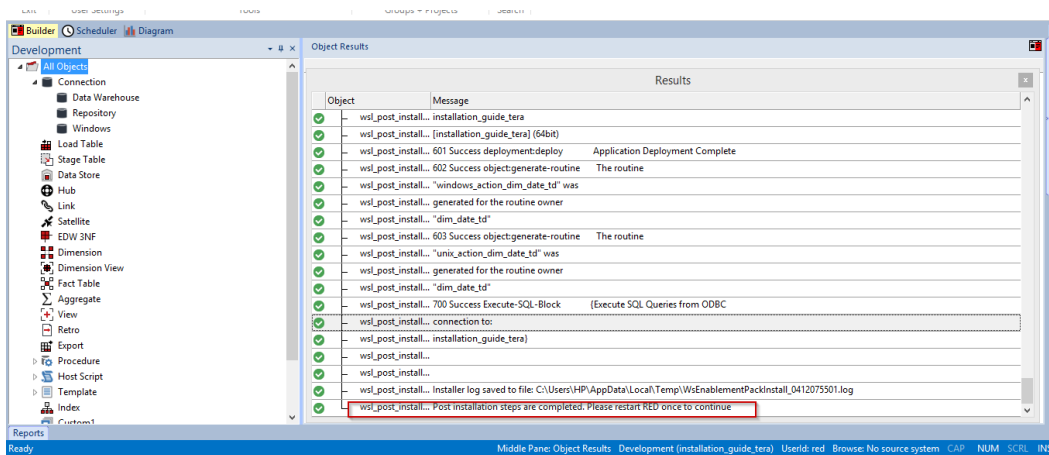 Exit User Settings Tools Groups + Projects Search
Builder Scheduler Diagram
Development
Object Results
All Objects
Connection
Data Warehouse
Repository
Windows
Load Table
Stage Table
Data Store
Hub
Link
Satellite
EDW 3NF
Dimension
Dimension View
Fact Table
Aggregate
View
Retro
Export
Procedure
Host Script
Template
Index
Custom1
Results
Object Message
wsl_post_install... installation_guide_tera
wsl_post_install... [installation_guide_tera] (64bit)
wsl_post_install... 601 Success deployment:deploy Application Deployment Complete
wsl_post_install... 602 Success object:generate-routine The routine
wsl_post_install... "windows_action_dim_date_td" was
wsl_post_install... generated for the routine owner
wsl_post_install... "dim_date_td"
wsl_post_install... 603 Success object:generate-routine The routine
wsl_post_install... "unix_action_dim_date_td" was
wsl_post_install... generated for the routine owner
wsl_post_install... "dim_date_td"
wsl_post_install... 700 Success Execute-SQL-Block {Execute SQL Queries from ODBC
wsl_post_install... connection to:
wsl_post_install... installation_guide_tera}
wsl_post_install...
wsl_post_install...
wsl_post_install... Installer log saved to file: C:\Users\HP\AppData\Local\Temp\WsEnablementPackInstall_0412075501.log
wsl_post_install... Post installation steps are completed. Please restart RED once to continue
Reports
Ready Middle Pane: Object Results Development (installation_guide_tera) UserId: red Browse: No source system CAP NUM SCRL INS